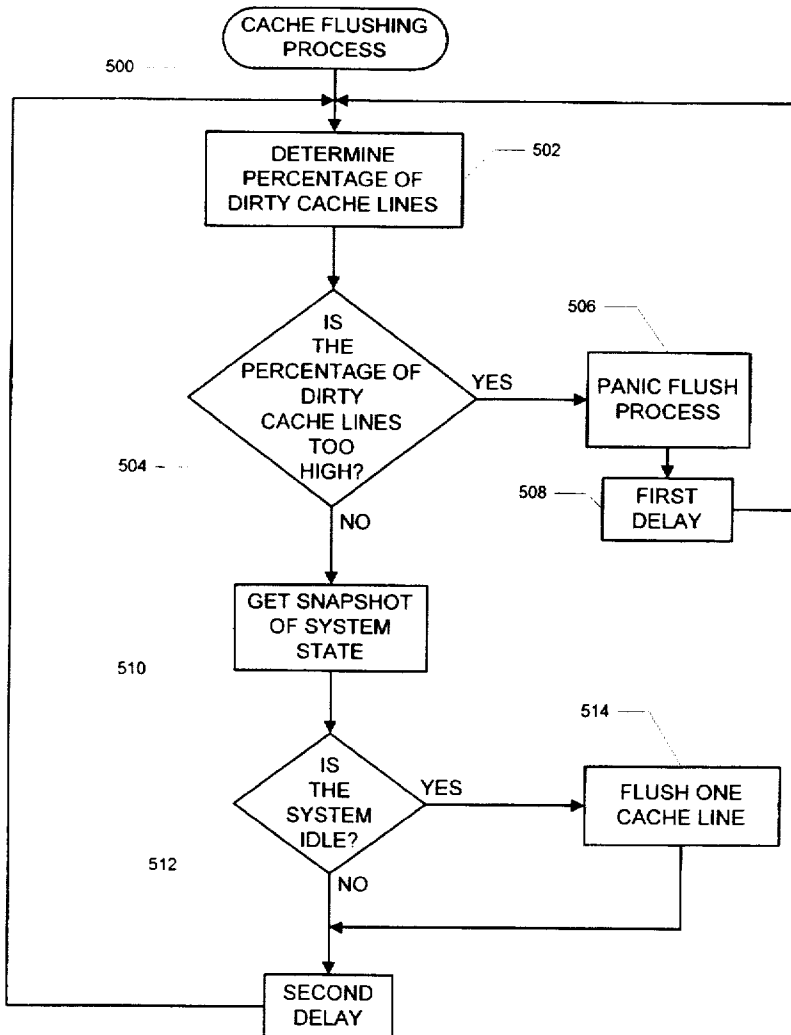 CACHE FLUSHING
PROCESS
500
DETERMINE
PERCENTAGE OF
DIRTY CACHE LINES
502
IS
THE
PERCENTAGE OF
DIRTY
CACHE LINES
TOO
HIGH?
504
YES
506
PANIC FLUSH
PROCESS
508
FIRST
DELAY
NO
GET SNAPSHOT
OF SYSTEM
STATE
510
IS
THE
SYSTEM
IDLE?
512
YES
514
FLUSH ONE
CACHE LINE
NO
SECOND
DELAY